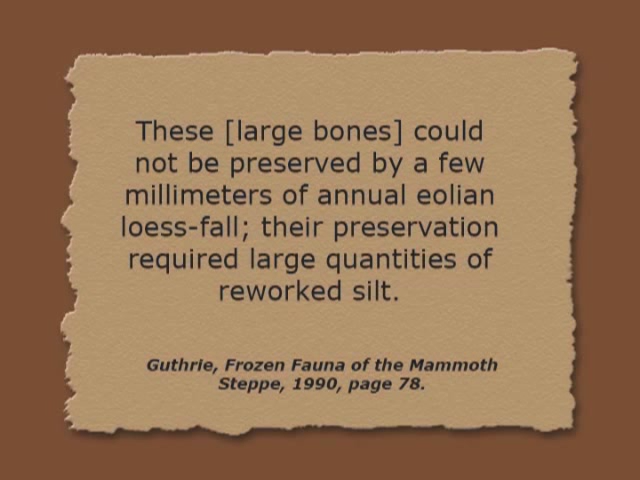 These [large bones] could
not be preserved by a few
millimeters of annual eolian
loess-fall; their preservation
required large quantities of
reworked silt.
Guthrie, Frozen Fauna of the Mammoth
Steppe, 1990, page 78.